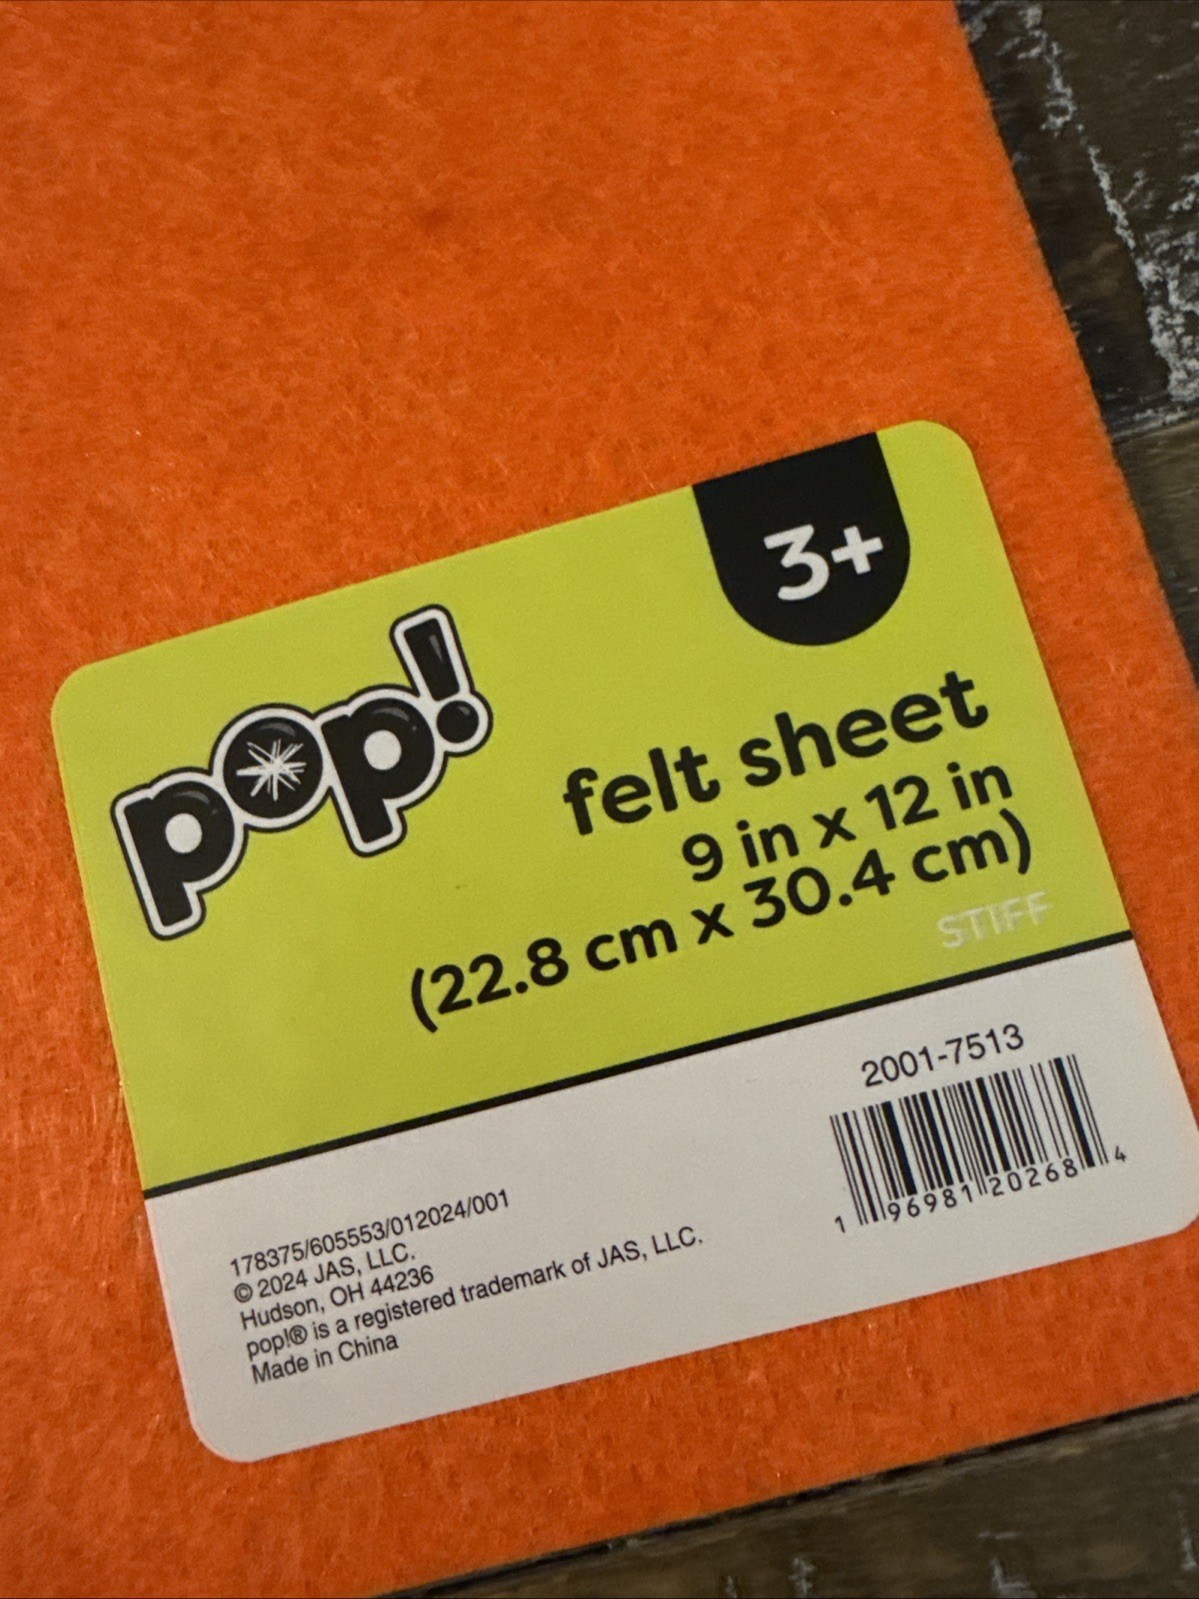 3+
pop!
felt sheet
9 in x 12 in
(22.8 cm x 30.4 cm)
STIFF
2001-7513
1 96981 20268 4
178375/605553/012024/001
© 2024 JAS, LLC.
Hudson, OH 44236
pop!® is a registered trademark of JAS, LLC.
Made in China